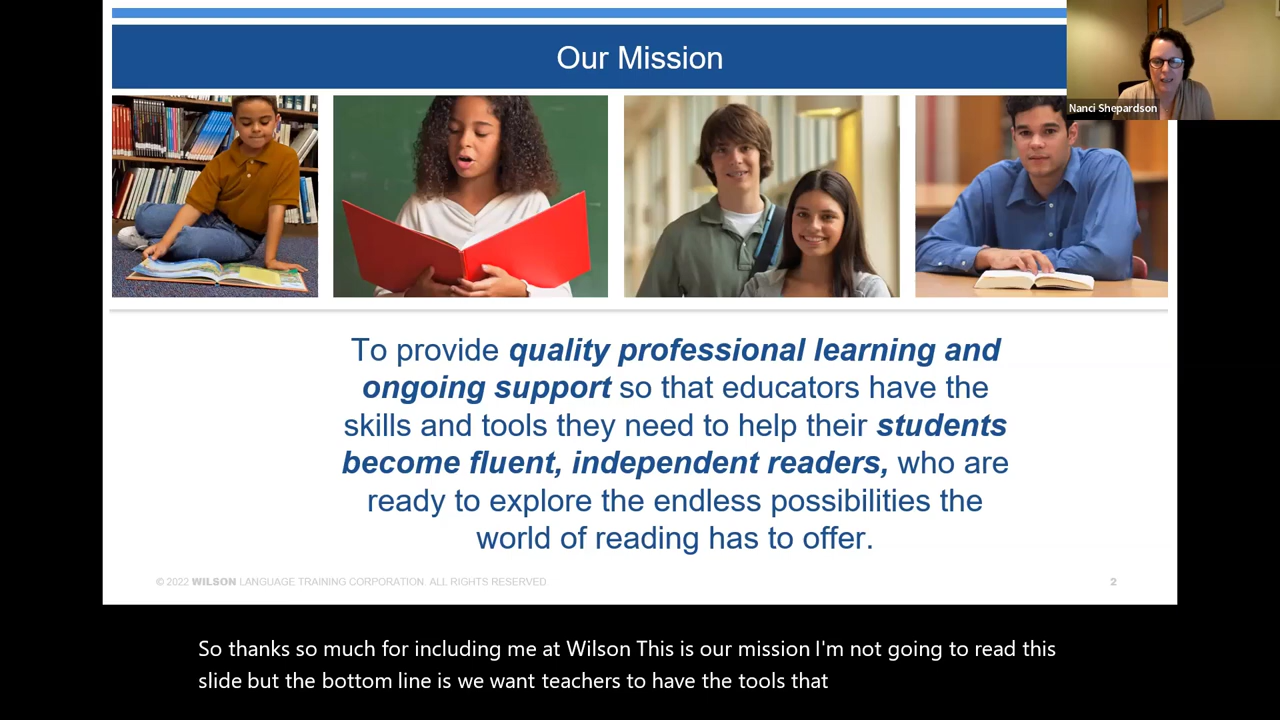 Our Mission
Nanci Shepardson
To provide quality professional learning and
ongoing support so that educators have the
skills and tools they need to help their students
become fluent, independent readers, who are
ready to explore the endless possibilities the
world of reading has to offer.
© 2022 WILSON LANGUAGE TRAINING CORPORATION. ALL RIGHTS RESERVED
2
So thanks so much for including me at Wilson This is our mission I'm not going to read this
slide but the bottom line is we want teachers to have the tools that